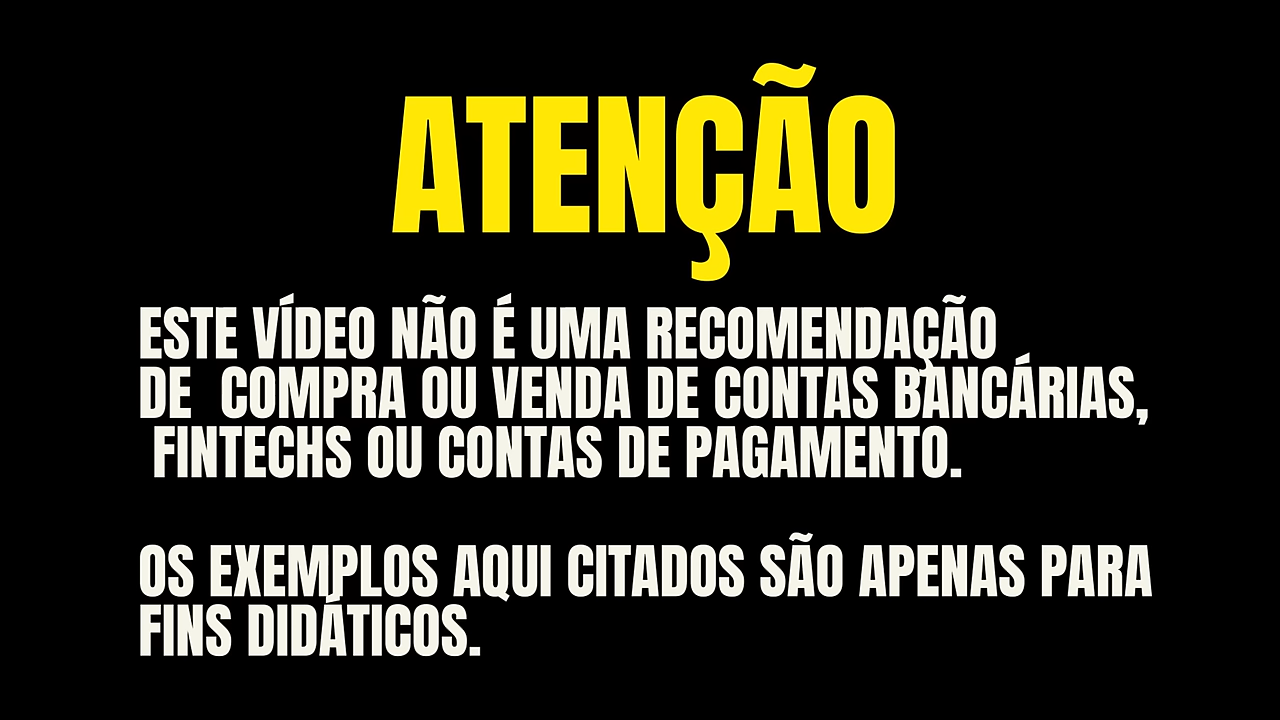 ATENÇÃO
ESTE VÍDEO NÃO É UMA RECOMENDAÇÃO
DE COMPRA OU VENDA DE CONTAS BANCÁRIAS,
FINTECHS OU CONTAS DE PAGAMENTO.
OS EXEMPLOS AQUI CITADOS SÃO APENAS PARA
FINS DIDÁTICOS.